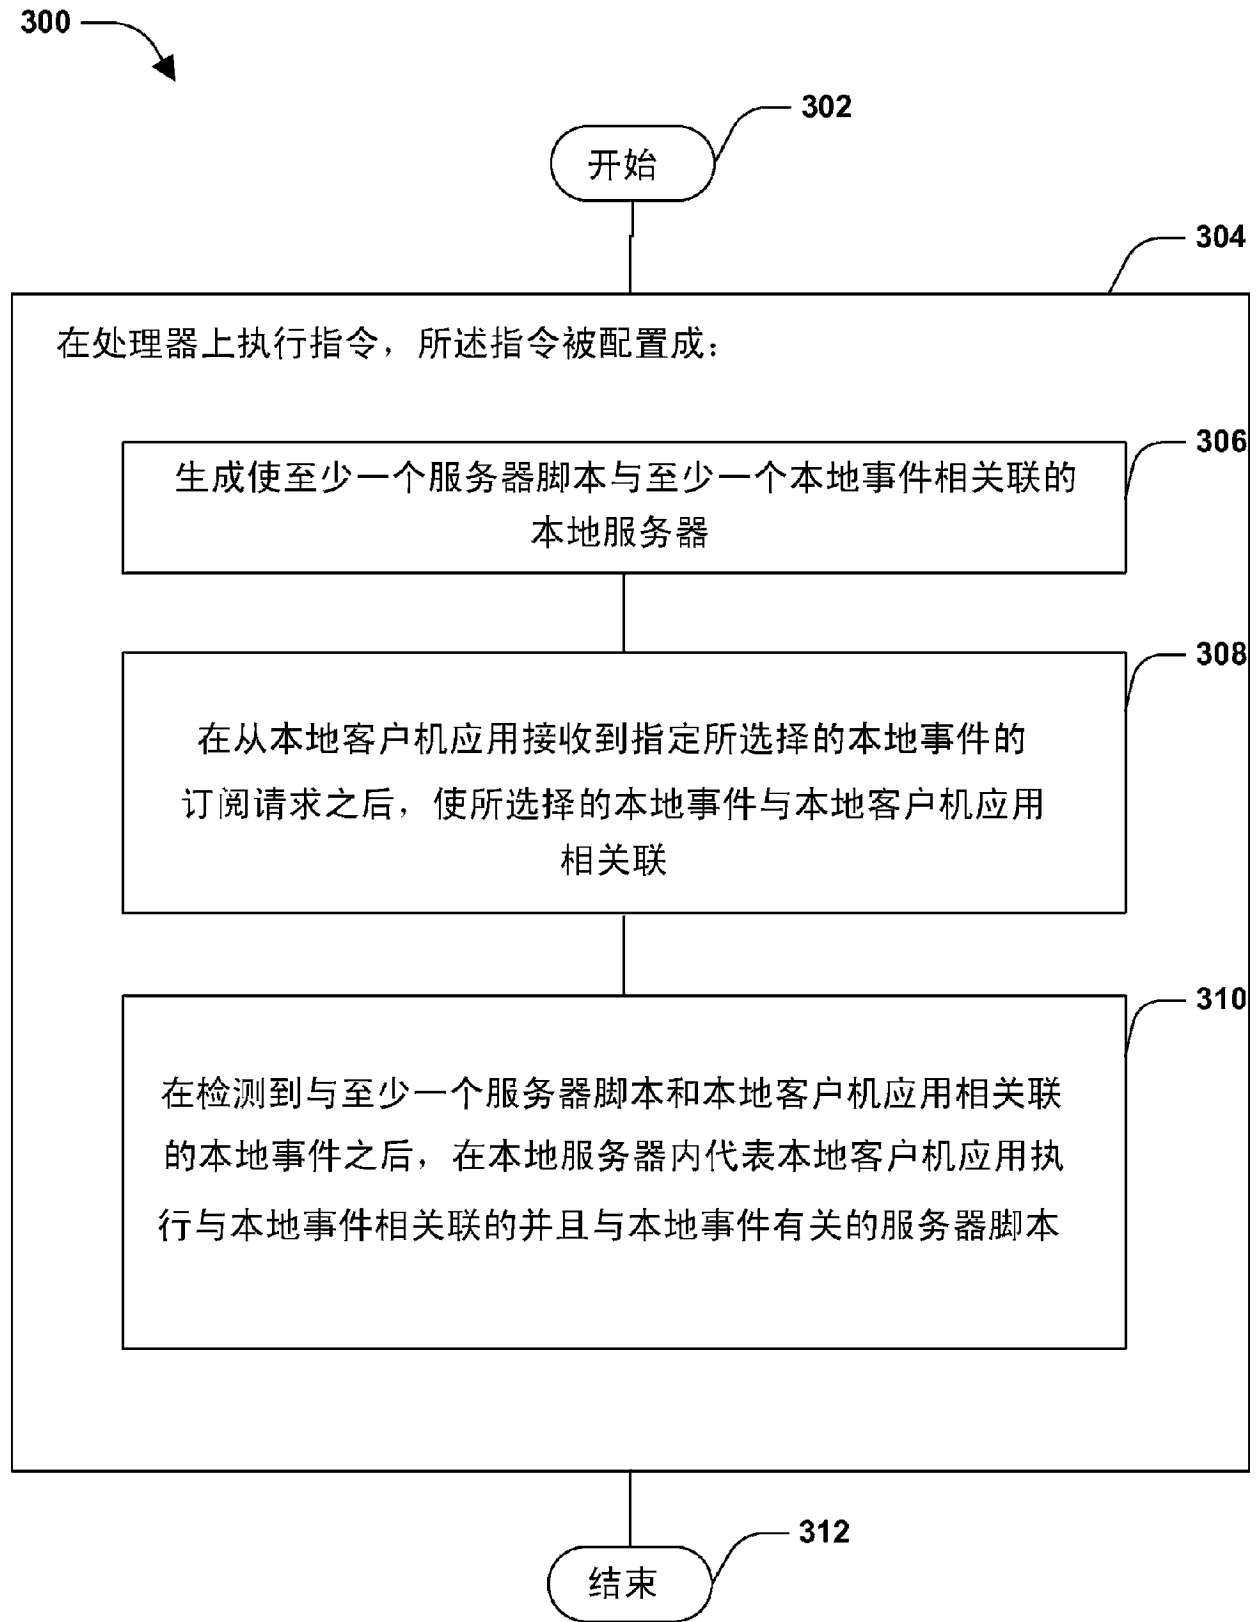 300
302
开始
304
在处理器上执行指令，所述指令被配置成：
306
生成使至少一个服务器脚本与至少一个本地事件相关联的
本地服务器
308
在从本地客户机应用接收到指定所选择的本地事件的
订阅请求之后，使所选择的本地事件与本地客户机应用
相关联
310
在检测到与至少一个服务器脚本和本地客户机应用相关联
的本地事件之后，在本地服务器内代表本地客户机应用执
行与本地事件相关联的并且与本地事件有关的服务器脚本
312
结束